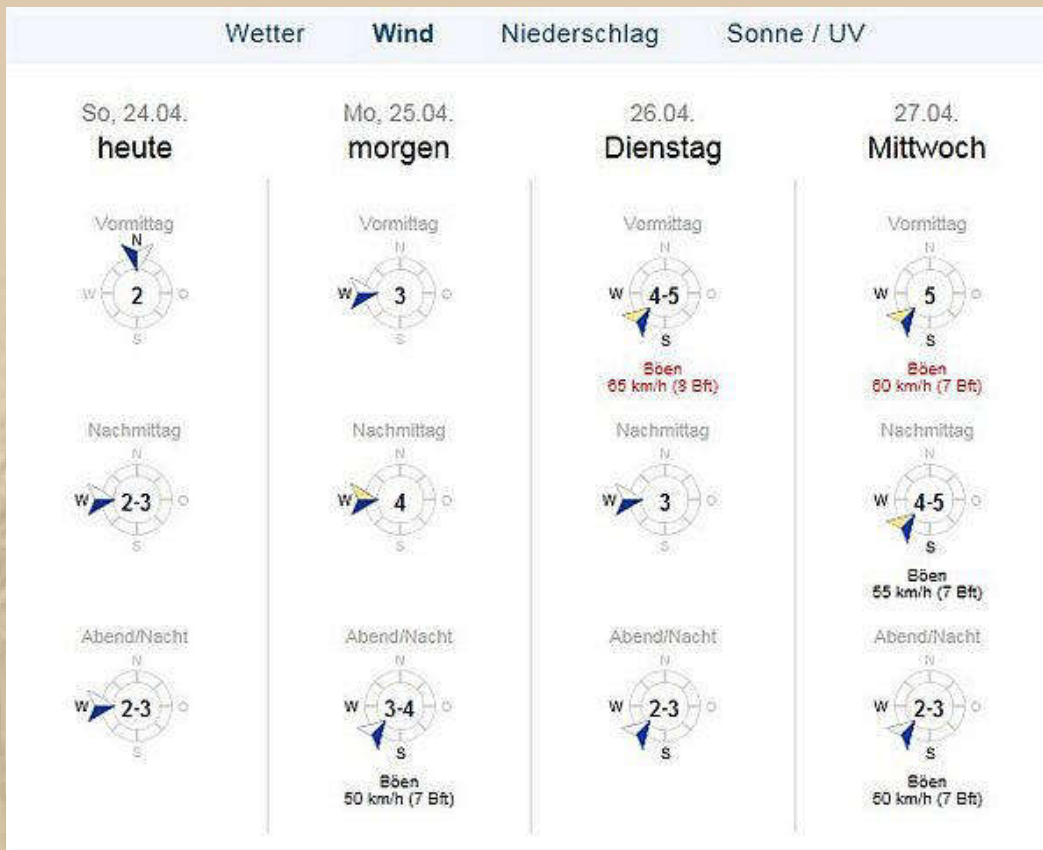 Wetter Wind Niederschlag Sonne / UV
So, 24.04. Mo, 25.04. 26.04. 27.04.
heute morgen Dienstag Mittwoch
Vormittag Vormittag Vormittag Vormittag
N N N N
W 2 O W 3 O W 4-5 O W 5 O
S S S S
Böen Böen
65 km/h (8 Bft) 60 km/h (7 Bft)
Nachmittag Nachmittag Nachmittag Nachmittag
N N N N
W 2-3 O W 4 O W 3 O W 4-5 O
S S S S
Böen
55 km/h (7 Bft)
Abend/Nacht Abend/Nacht Abend/Nacht Abend/Nacht
N N N N
W 2-3 O W 3-4 O W 2-3 O W 2-3 O
S S S S
Böen Böen
50 km/h (7 Bft) 50 km/h (7 Bft)